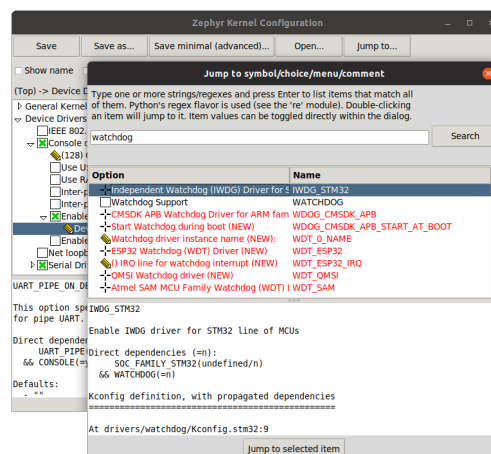 Zephyr Kernel Configuration
Save Save as... Save minimal (advanced)... Open... Jump to...
Show name
(Top) -> Device D
General Kernel
Device Drivers
IEEE 802.
Console d
(128)
Use U
Use R
Inter-p
Inter-p
Enable
De
Enable
Net loopb
Serial Dri
UART_PIPE_ON_DE
This option spe
for pipe UART.
Direct depender
UART_PIPE
&& CONSOLE(=y
Defaults:
- ""
Jump to symbol/choice/menu/comment
Type one or more strings/regexes and press Enter to list items that match all
of them. Python's regex flavor is used (see the 're' module). Double-clicking
an item will jump to it. Item values can be toggled directly within the dialog.
watchdog Search
Option Name
Independent Watchdog (IWDG) Driver for S IWDG_STM32
Watchdog Support WATCHDOG
CMSDK APB Watchdog Driver for ARM fam WDOG_CMSDK_APB
Start Watchdog during boot (NEW) WDOG_CMSDK_APB_START_AT_BOOT
Watchdog driver instance name (NEW): WDT_0_NAME
ESP32 Watchdog (WDT) Driver (NEW) WDT_ESP32
() IRQ line for watchdog interrupt (NEW) WDT_ESP32_IRQ
QMSI Watchdog driver (NEW) WDT_QMSI
Atmel SAM MCU Family Watchdog (WDT) I WDT_SAM
IWDG_STM32
Enable IWDG driver for STM32 line of MCUs
Direct dependencies (=n):
SOC_FAMILY_STM32(undefined/n)
&& WATCHDOG(=n)
Kconfig definition, with propagated dependencies
================================================
At drivers/watchdog/Kconfig.stm32:9
Jump to selected item